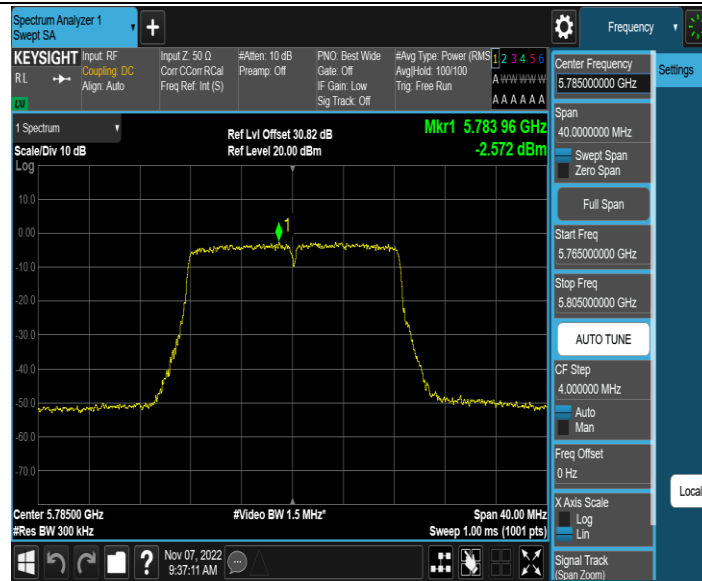 Spectrum Analyzer 1
Swept SA
Frequency
KEYSIGHT
RL
LXI
Input: RF
Coupling: DC
Align: Auto
Input Z: 50 Ω
Corr CCorr RCal
Freq Ref: Int (S)
#Atten: 10 dB
Preamp: Off
PNO: Best Wide
Gate: Off
IF Gain: Low
Sig Track: Off
#Avg Type: Power (RMS
Avg|Hold: 100/100
Trig: Free Run
1 2 3 4 5 6
A W W W W W
A A A A A A
1 Spectrum
Scale/Div 10 dB
Log
Ref Lvl Offset 30.82 dB
Ref Level 20.00 dBm
Mkr1 5.783 96 GHz
-2.572 dBm
1
10.0
0.00
-10.0
-20.0
-30.0
-40.0
-50.0
-60.0
-70.0
Center 5.78500 GHz
#Video BW 1.5 MHz*
Span 40.00 MHz
#Res BW 300 kHz
Sweep 1.00 ms (1001 pts)
Nov 07, 2022
9:37:11 AM
Center Frequency
5.785000000 GHz
Span
40.0000000 MHz
Swept Span
Zero Span
Full Span
Start Freq
5.765000000 GHz
Stop Freq
5.805000000 GHz
AUTO TUNE
CF Step
4.000000 MHz
Auto
Man
Freq Offset
0 Hz
X Axis Scale
Log
Lin
Signal Track
(Span Zoom)
Settings
Local